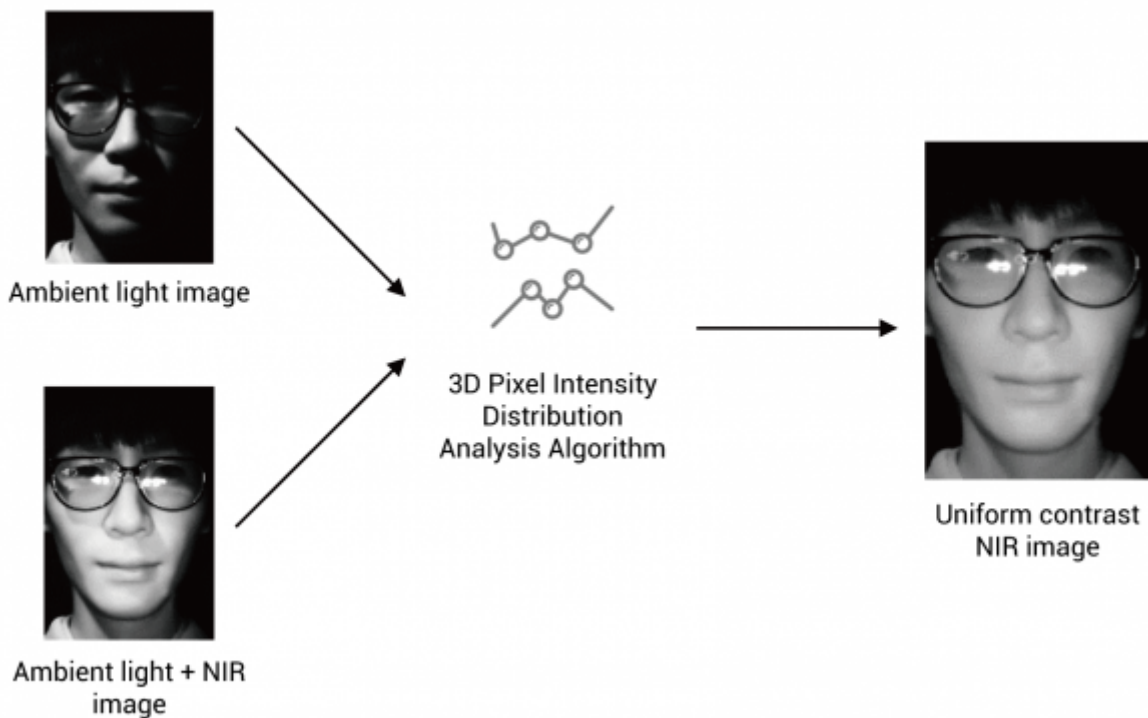 Ambient light image
3D Pixel Intensity
Distribution
Analysis Algorithm
Uniform contrast
NIR image
Ambient light + NIR
image